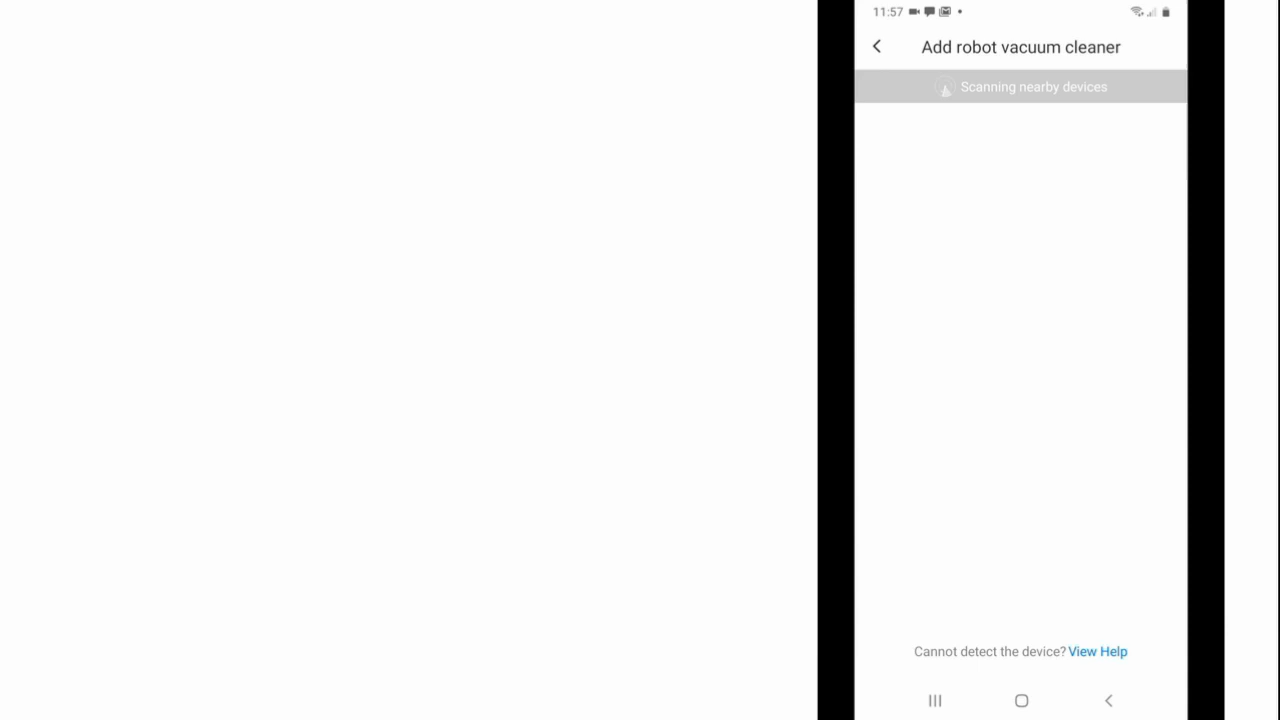 11:57
Add robot vacuum cleaner
Scanning nearby devices
Cannot detect the device? View Help